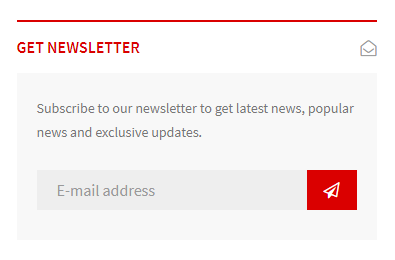 GET NEWSLETTER
Subscribe to our newsletter to get latest news, popular
news and exclusive updates.
E-mail address